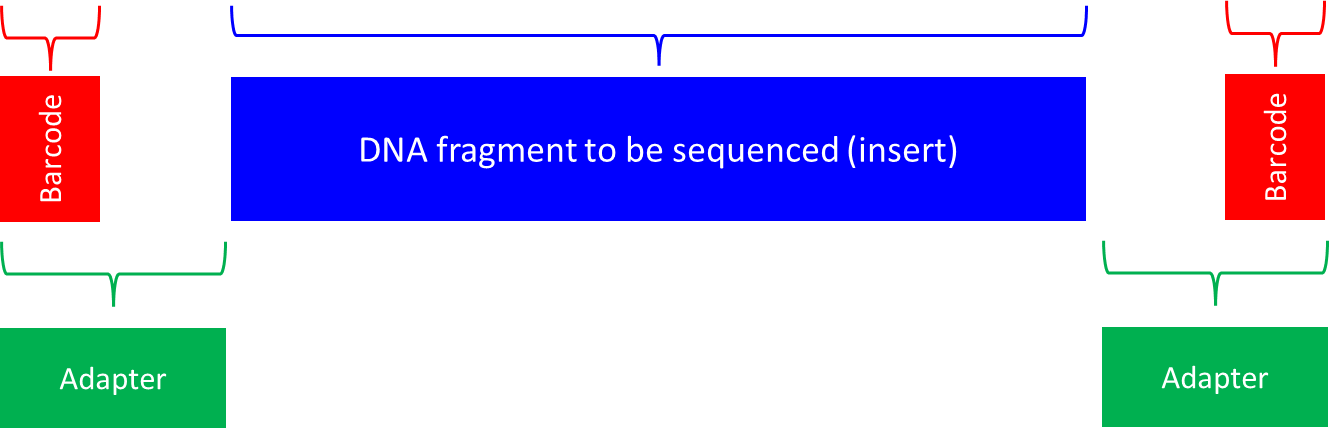 Barcode
DNA fragment to be sequenced (insert)
Barcode
Adapter
Adapter